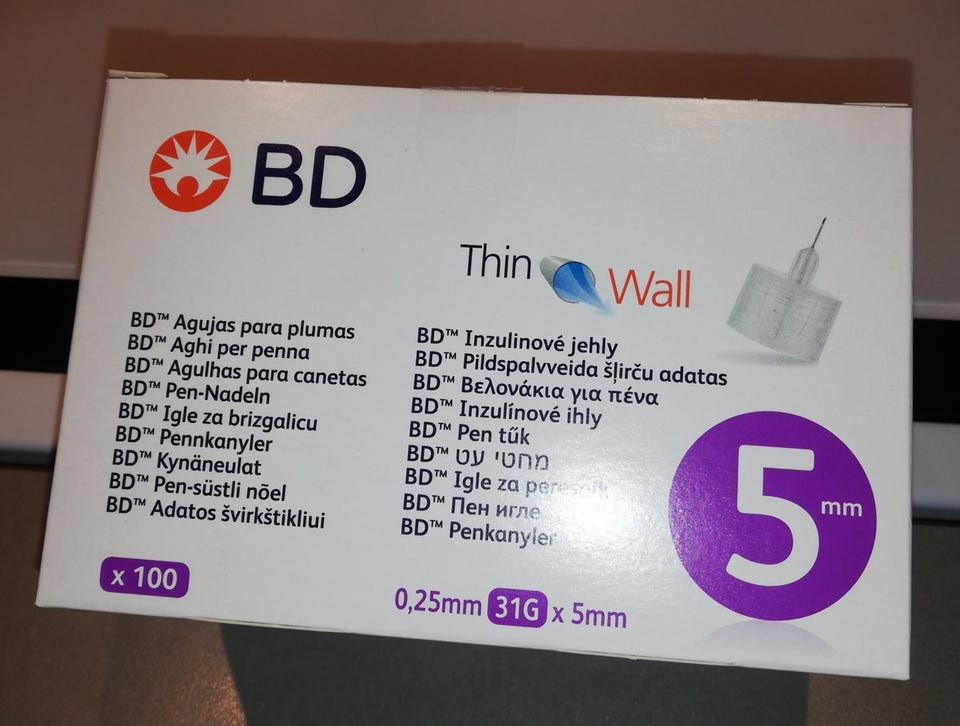 BD
Thin Wall
BD™ Agujas para plumas
BD™ Aghi per penna
BD™ Agulhas para canetas
BD™ Pen-Nadeln
BD™ Igle za brizgalicu
BD™ Pennkanyler
BD™ Kynäneulat
BD™ Pen-süstli nõel
BD™ Adatos švirkštikliui
BD™ Inzulinové jehly
BD™ Pildspalvveida šļirču adatas
BD™ Βελονάκια για πένα
BD™ Inzulínové ihly
BD™ Pen tűk
BD™ מחטי עט
BD™ Igle za peresnik
BD™ Пен игле
BD™ Penkanyler
5 mm
x 100
0,25mm 31G x 5mm